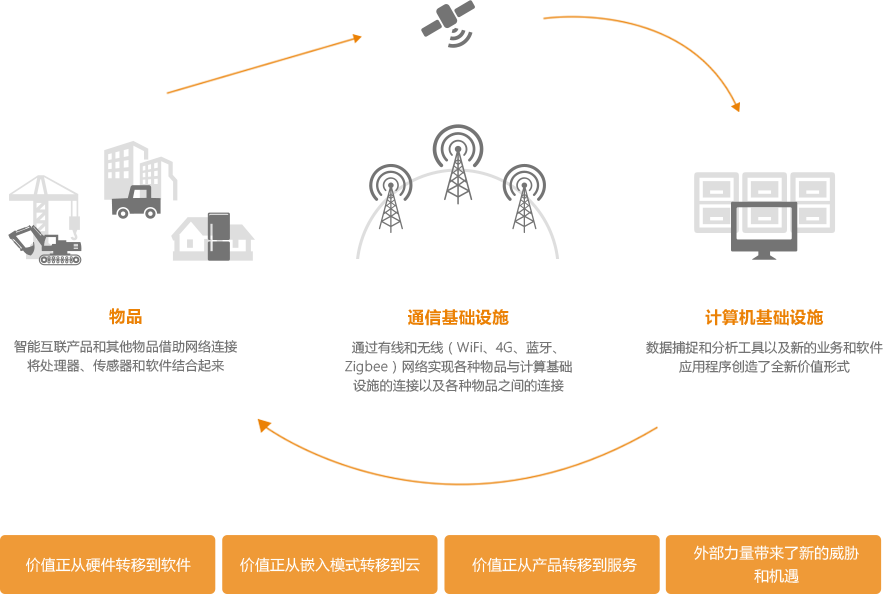 物品
智能互联产品和其他物品借助网络连接
将处理器、传感器和软件结合起来
通信基础设施
通过有线和无线（WiFi、4G、蓝牙、
Zigbee）网络实现各种物品与计算基础
设施的连接以及各种物品之间的连接
计算机基础设施
数据捕捉和分析工具以及新的业务和软件
应用程序创造了全新价值形式
价值正从硬件转移到软件
价值正从嵌入模式转移到云
价值正从产品转移到服务
外部力量带来了新的威胁
和机遇